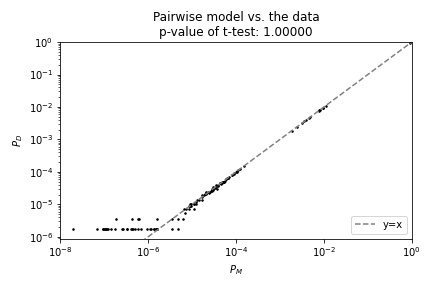 Pairwise model vs. the data
p-value of t-test: 1.00000
10⁰
10⁻¹
10⁻²
10⁻³
10⁻⁴
10⁻⁵
10⁻⁶
P_D
y=x
10⁻⁸ 10⁻⁶ 10⁻⁴ 10⁻² 10⁰
P_M